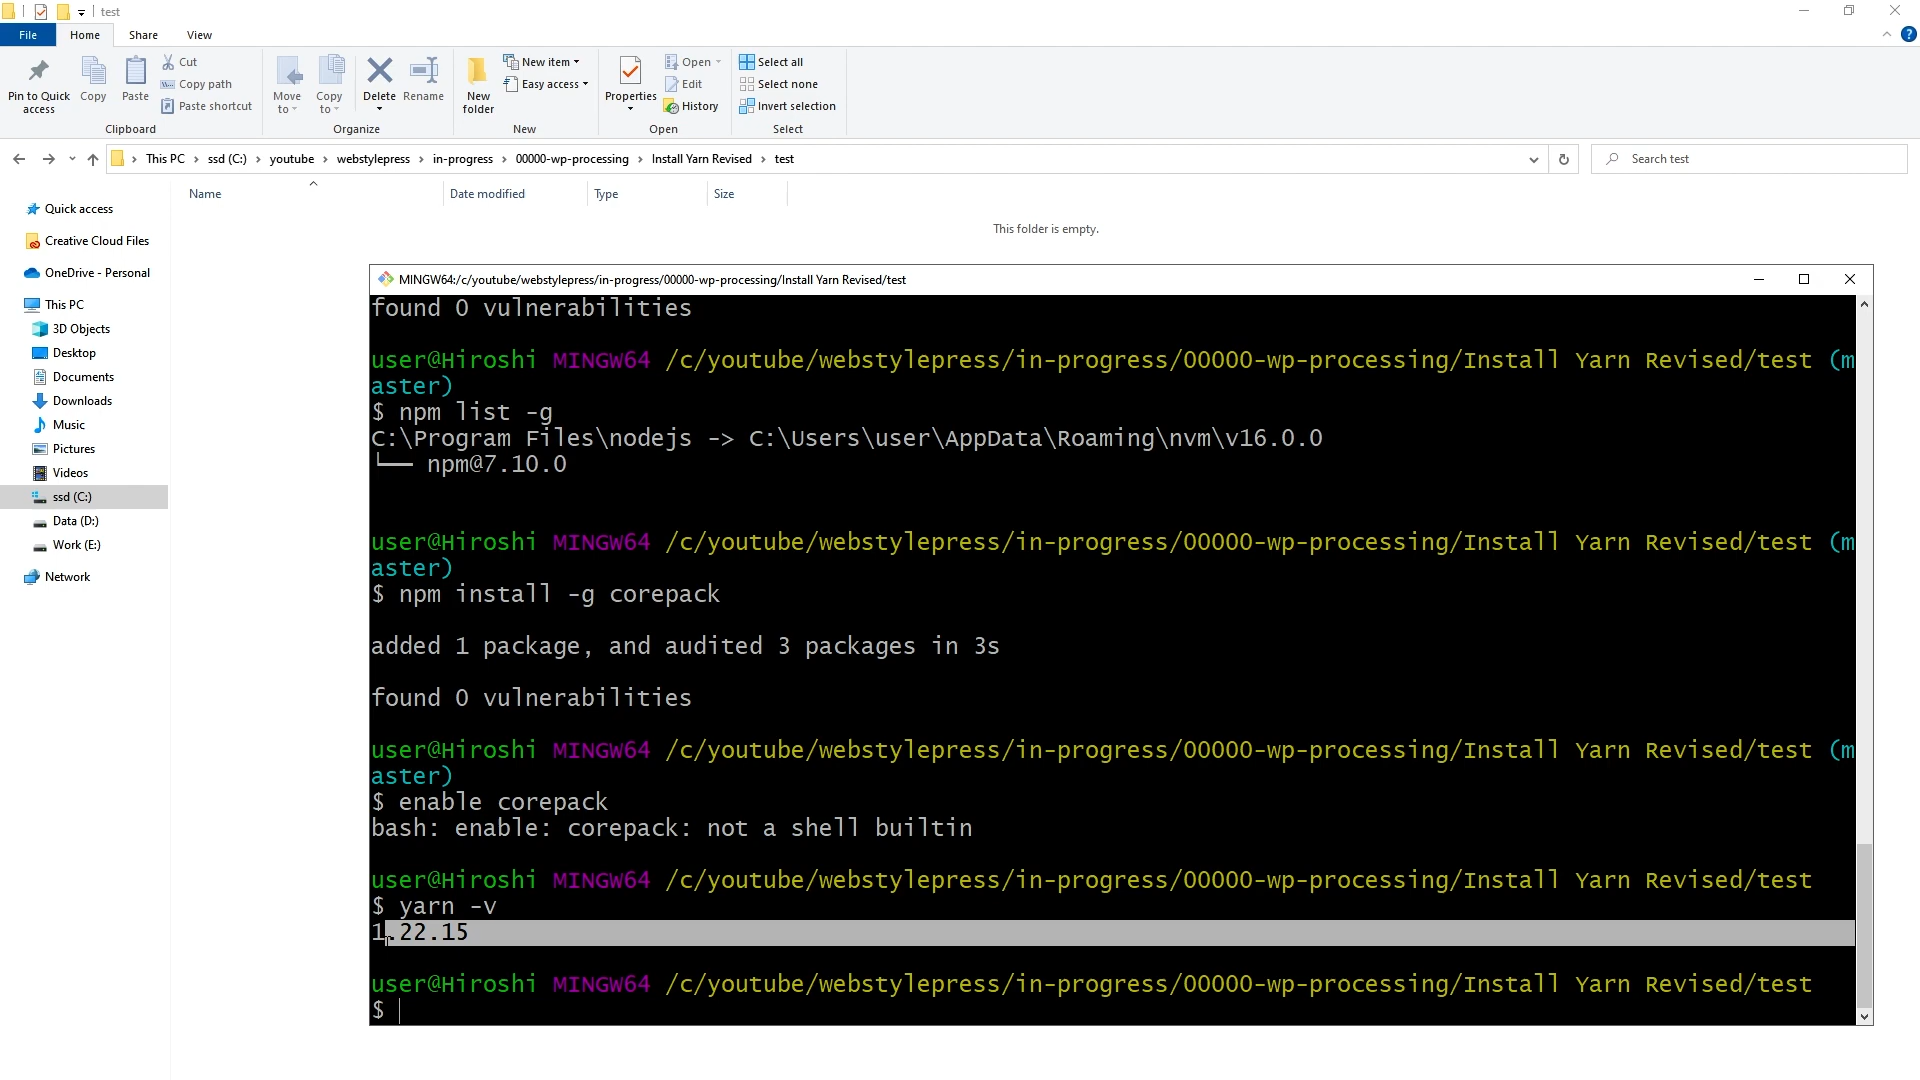 test
File Home Share View
Pin to Quick access
Copy
Paste
Cut
Copy path
Paste shortcut
Clipboard
Move to
Copy to
Delete
Rename
Organize
New folder
New item
Easy access
New
Properties
Open
Edit
History
Open
Select all
Select none
Invert selection
Select
This PC › ssd (C:) › youtube › webstylepress › in-progress › 00000-wp-processing › Install Yarn Revised › test
Search test
Name Date modified Type Size
This folder is empty.
Quick access
Creative Cloud Files
OneDrive - Personal
This PC
3D Objects
Desktop
Documents
Downloads
Music
Pictures
Videos
ssd (C:)
Data (D:)
Work (E:)
Network
MINGW64:/c/youtube/webstylepress/in-progress/00000-wp-processing/Install Yarn Revised/test
found 0 vulnerabilities
user@Hiroshi MINGW64 /c/youtube/webstylepress/in-progress/00000-wp-processing/Install Yarn Revised/test (m
aster)
$ npm list -g
C:\Program Files\nodejs -> C:\Users\user\AppData\Roaming\nvm\v16.0.0
└── npm@7.10.0
user@Hiroshi MINGW64 /c/youtube/webstylepress/in-progress/00000-wp-processing/Install Yarn Revised/test (m
aster)
$ npm install -g corepack
added 1 package, and audited 3 packages in 3s
found 0 vulnerabilities
user@Hiroshi MINGW64 /c/youtube/webstylepress/in-progress/00000-wp-processing/Install Yarn Revised/test (m
aster)
$ enable corepack
bash: enable: corepack: not a shell builtin
user@Hiroshi MINGW64 /c/youtube/webstylepress/in-progress/00000-wp-processing/Install Yarn Revised/test
$ yarn -v
1.22.15
user@Hiroshi MINGW64 /c/youtube/webstylepress/in-progress/00000-wp-processing/Install Yarn Revised/test
$